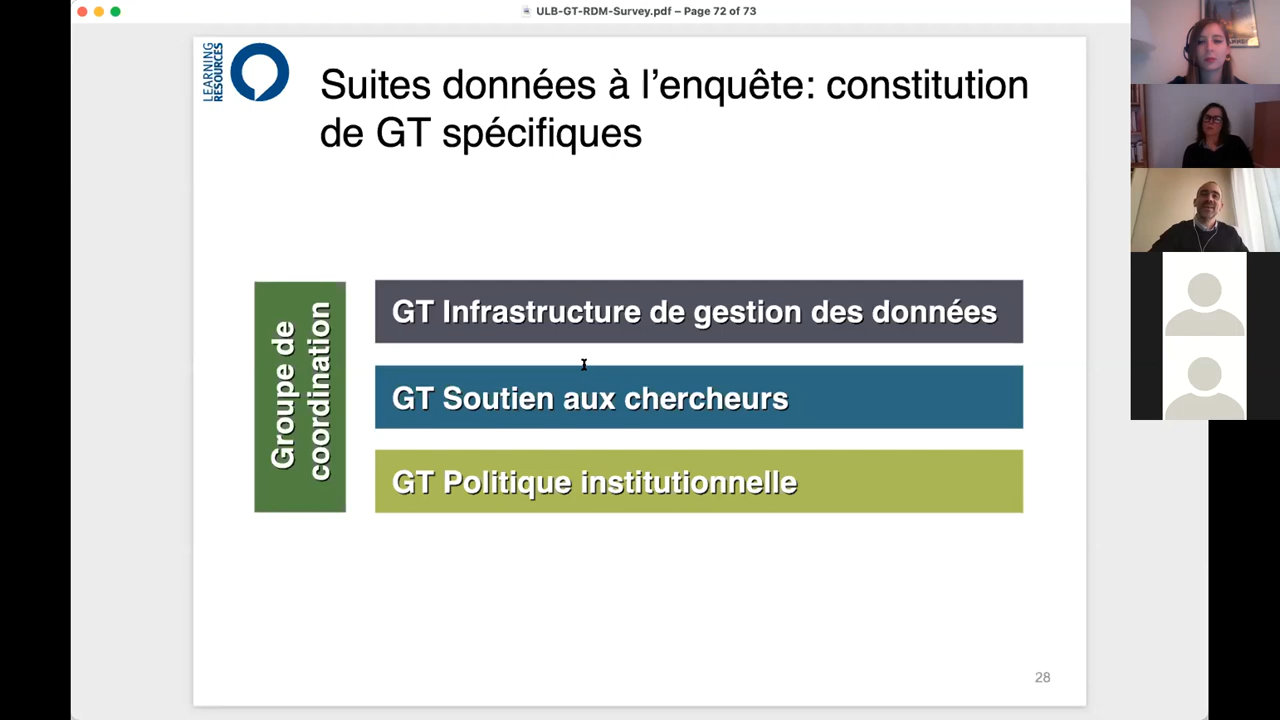 ULB-GT-RDM-Survey.pdf – Page 72 of 73
LEARNING
RESOURCES
Suites données à l’enquête: constitution
de GT spécifiques
Groupe de
coordination
GT Infrastructure de gestion des données
GT Soutien aux chercheurs
GT Politique institutionnelle
28